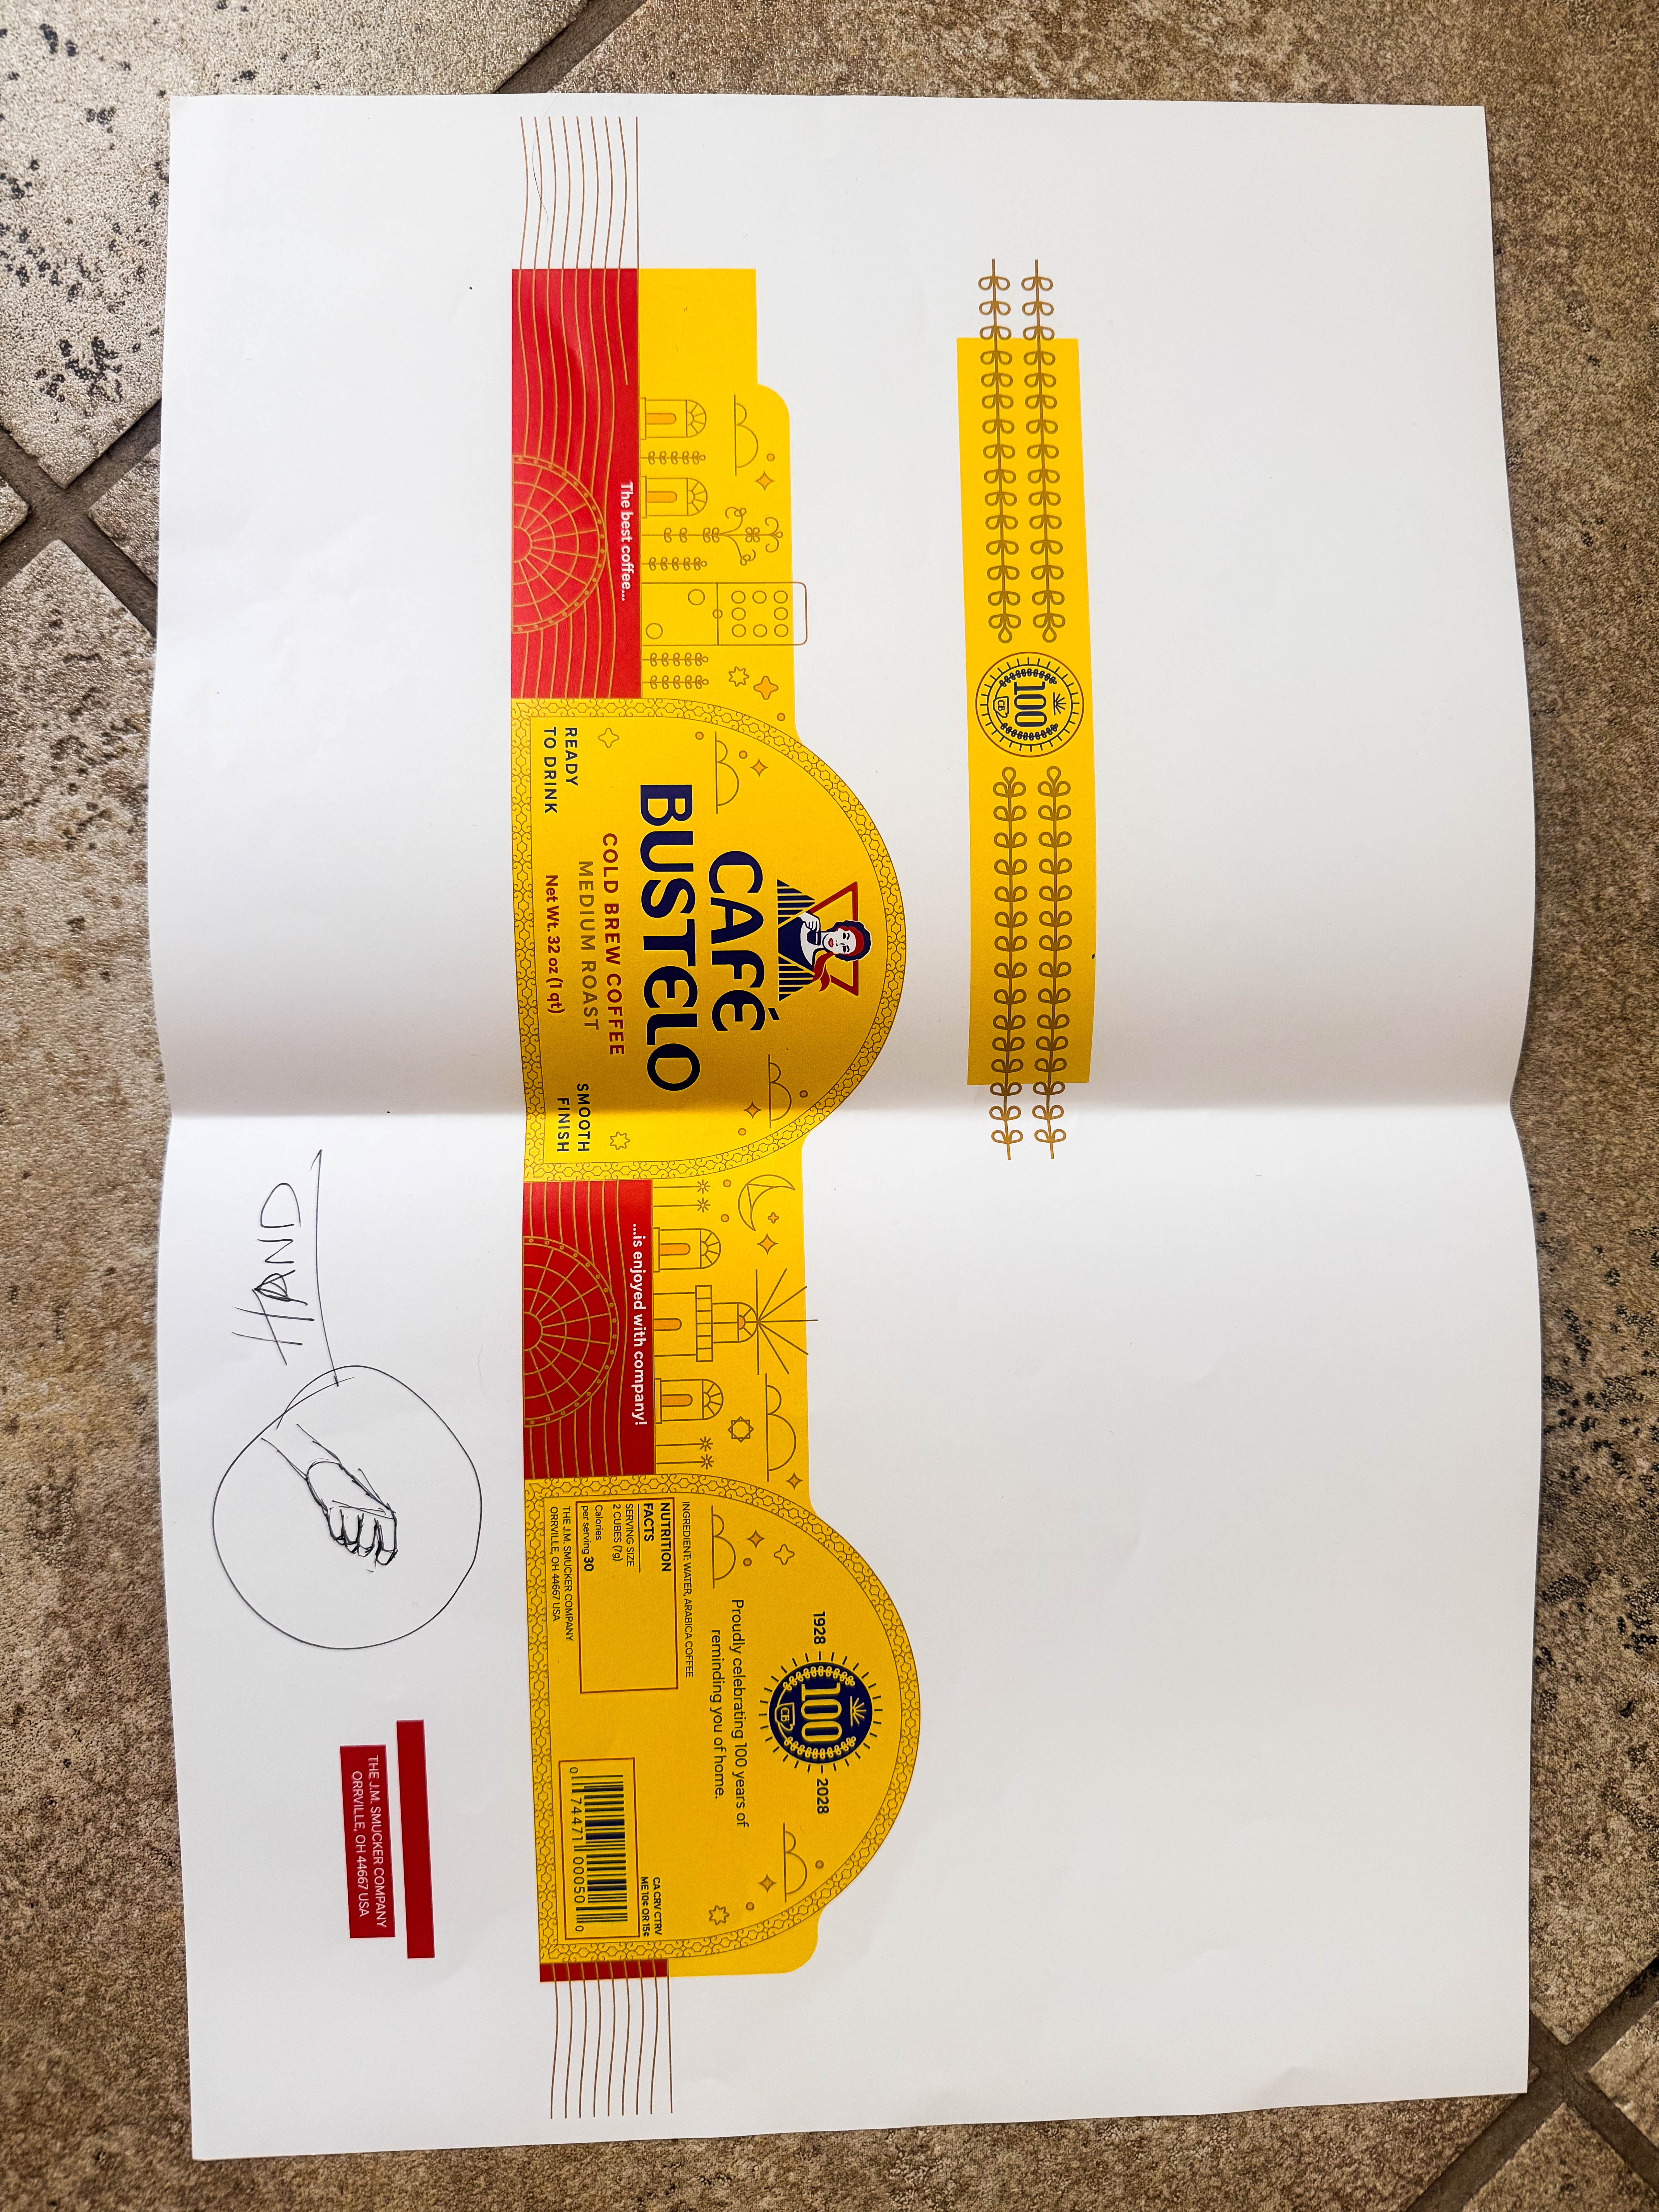 100
CB
The best coffee...
CAFÉ
BUSTELO
COLD BREW COFFEE
MEDIUM ROAST
READY
TO DRINK
Net Wt. 32 oz (1 qt)
SMOOTH
FINISH
...is enjoyed with company!
1928
100
CB
2028
Proudly celebrating 100 years of
reminding you of home.
INGREDIENT: WATER, ARABICA COFFEE
NUTRITION
FACTS
SERVING SIZE
2 CUBES (7g)
Calories
per serving 30
THE J.M. SMUCKER COMPANY
ORRVILLE, OH 44667 USA
CA CRV CTRV
ME 10¢ OR 15¢
0 74471 00050 0
HAND
THE J.M. SMUCKER COMPANY
ORRVILLE, OH 44667 USA